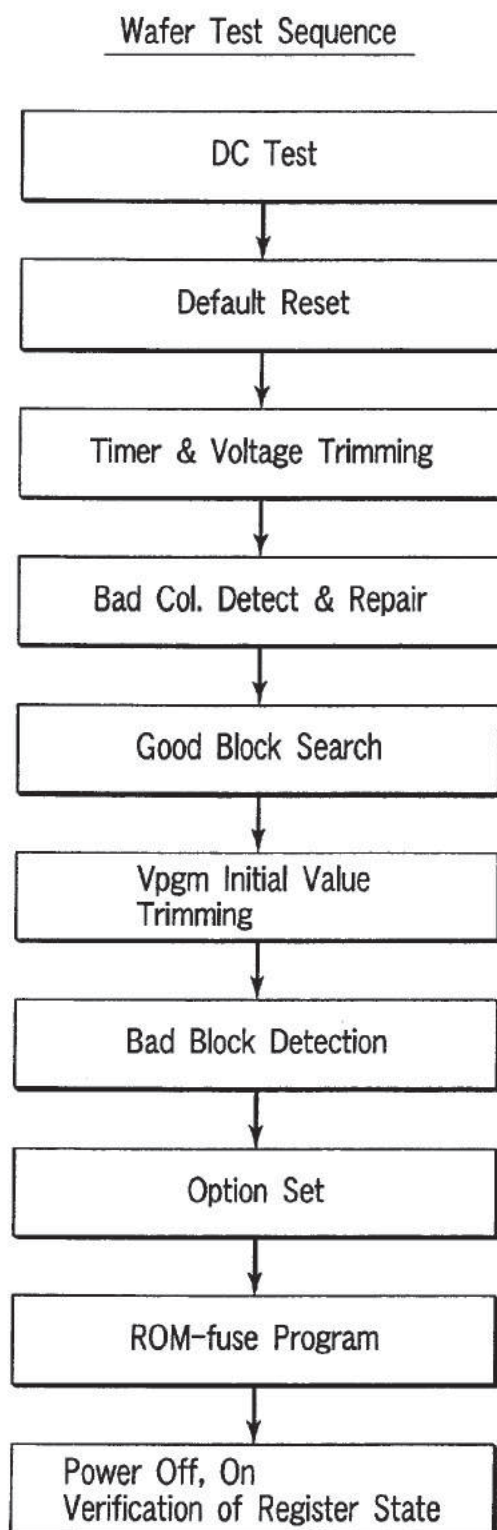 Wafer Test Sequence
DC Test
Default Reset
Timer & Voltage Trimming
Bad Col. Detect & Repair
Good Block Search
Vpgm Initial Value
Trimming
Bad Block Detection
Option Set
ROM-fuse Program
Power Off, On
Verification of Register State